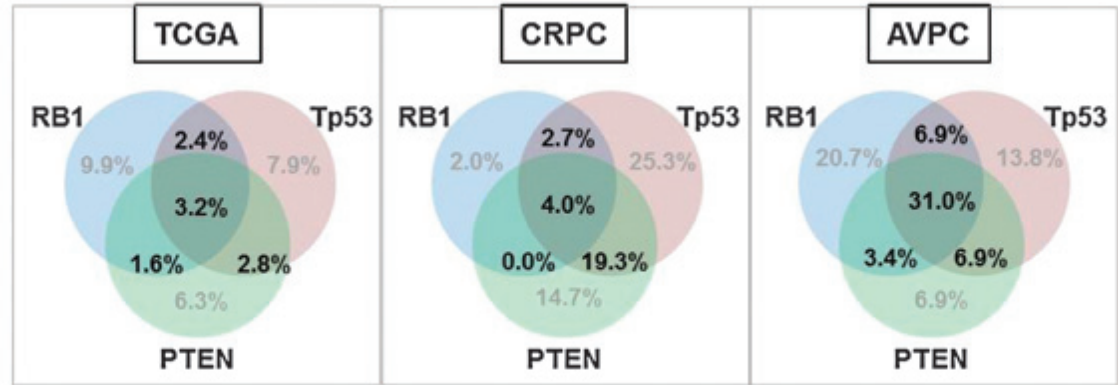 TCGA
RB1
Tp53
2.4%
9.9%
7.9%
3.2%
1.6%
2.8%
6.3%
PTEN
CRPC
RB1
Tp53
2.7%
2.0%
25.3%
4.0%
0.0%
19.3%
14.7%
PTEN
AVPC
RB1
Tp53
6.9%
20.7%
13.8%
31.0%
3.4%
6.9%
6.9%
PTEN